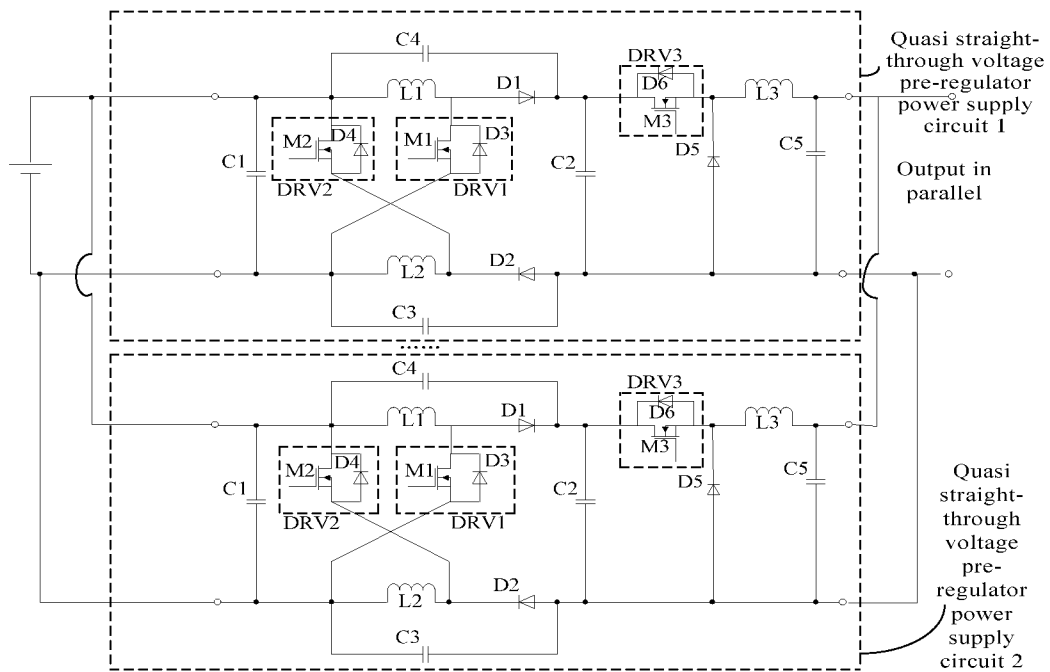 C4
DRV3
Quasi straight-
through voltage
pre-regulator
power supply
circuit 1
D1
D6
L1
L3
M3
M2
D4
M1
D3
C1
C2
D5
C5
DRV2
DRV1
Output in
parallel
D2
L2
C3
......
C4
DRV3
D1
D6
L1
L3
M3
M2
D4
M1
D3
C1
C2
D5
C5
DRV2
DRV1
Quasi
straight-
through
voltage
pre-
regulator
power
supply
circuit 2
D2
L2
C3